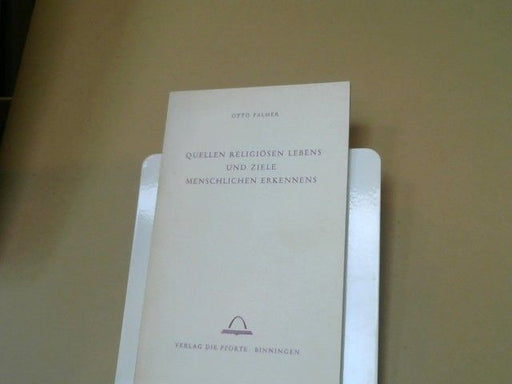 OTTO PALMER
QUELLEN RELIGIÖSEN LEBENS
UND ZIELE
MENSCHLICHEN ERKENNENS
VERLAG DIE PFORTE · BINNINGEN